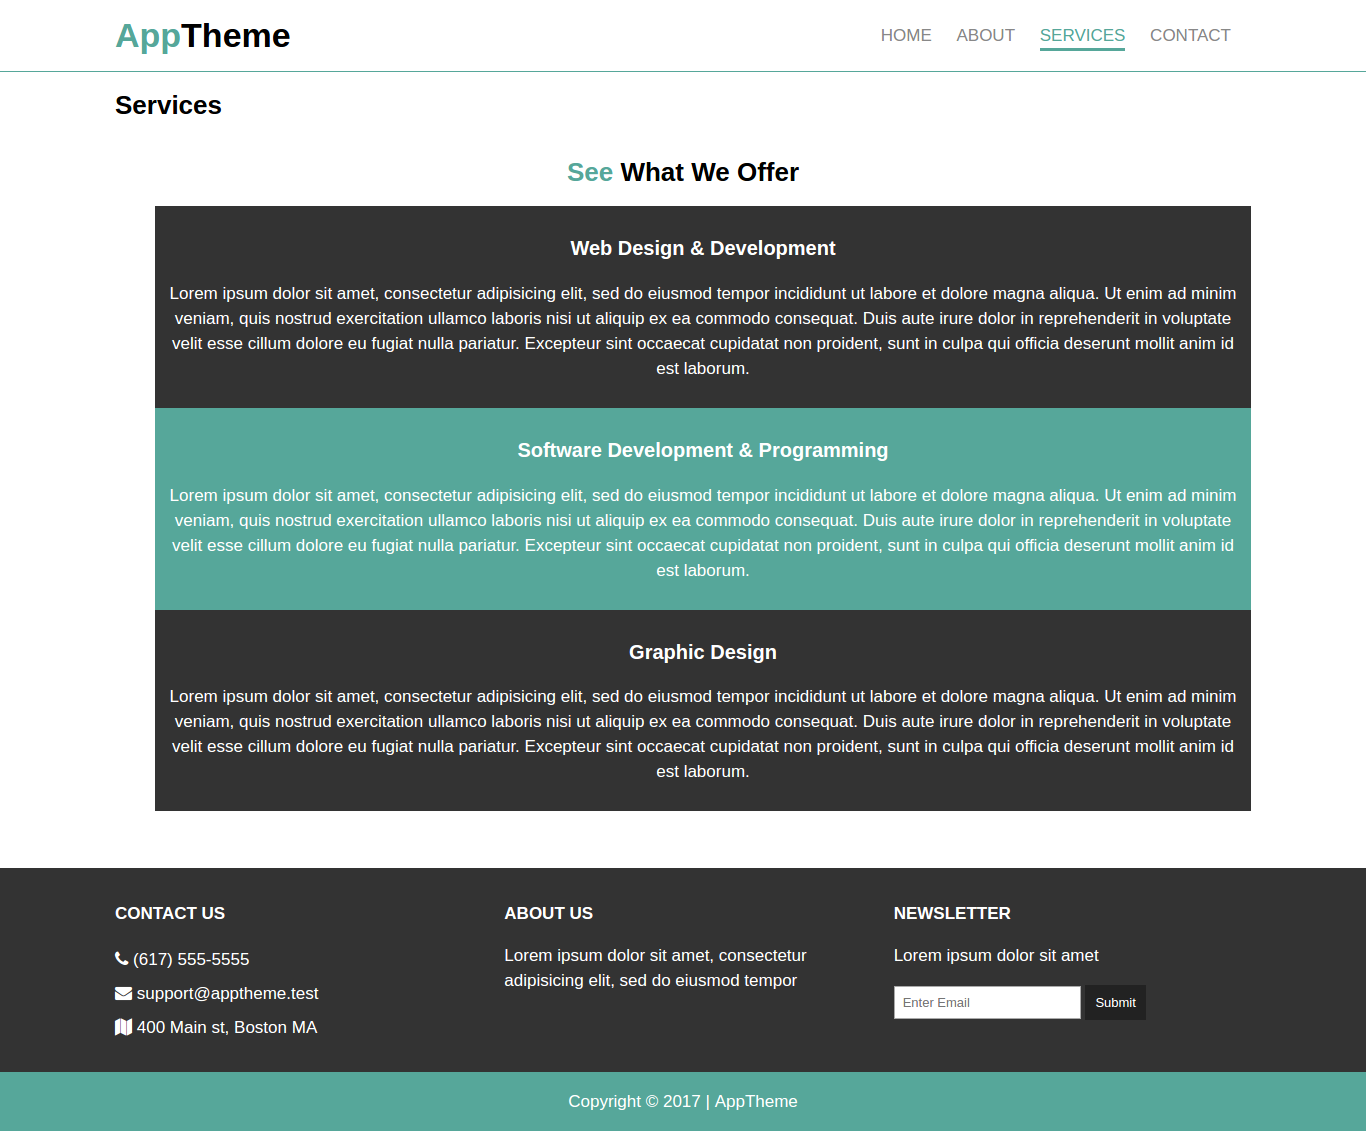 AppTheme
HOME ABOUT SERVICES CONTACT
Services
See What We Offer
Web Design & Development
Lorem ipsum dolor sit amet, consectetur adipisicing elit, sed do eiusmod tempor incididunt ut labore et dolore magna aliqua. Ut enim ad minim
veniam, quis nostrud exercitation ullamco laboris nisi ut aliquip ex ea commodo consequat. Duis aute irure dolor in reprehenderit in voluptate
velit esse cillum dolore eu fugiat nulla pariatur. Excepteur sint occaecat cupidatat non proident, sunt in culpa qui officia deserunt mollit anim id
est laborum.
Software Development & Programming
Lorem ipsum dolor sit amet, consectetur adipisicing elit, sed do eiusmod tempor incididunt ut labore et dolore magna aliqua. Ut enim ad minim
veniam, quis nostrud exercitation ullamco laboris nisi ut aliquip ex ea commodo consequat. Duis aute irure dolor in reprehenderit in voluptate
velit esse cillum dolore eu fugiat nulla pariatur. Excepteur sint occaecat cupidatat non proident, sunt in culpa qui officia deserunt mollit anim id
est laborum.
Graphic Design
Lorem ipsum dolor sit amet, consectetur adipisicing elit, sed do eiusmod tempor incididunt ut labore et dolore magna aliqua. Ut enim ad minim
veniam, quis nostrud exercitation ullamco laboris nisi ut aliquip ex ea commodo consequat. Duis aute irure dolor in reprehenderit in voluptate
velit esse cillum dolore eu fugiat nulla pariatur. Excepteur sint occaecat cupidatat non proident, sunt in culpa qui officia deserunt mollit anim id
est laborum.
CONTACT US
(617) 555-5555
support@apptheme.test
400 Main st, Boston MA
ABOUT US
Lorem ipsum dolor sit amet, consectetur
adipisicing elit, sed do eiusmod tempor
NEWSLETTER
Lorem ipsum dolor sit amet
Enter Email Submit
Copyright © 2017 | AppTheme